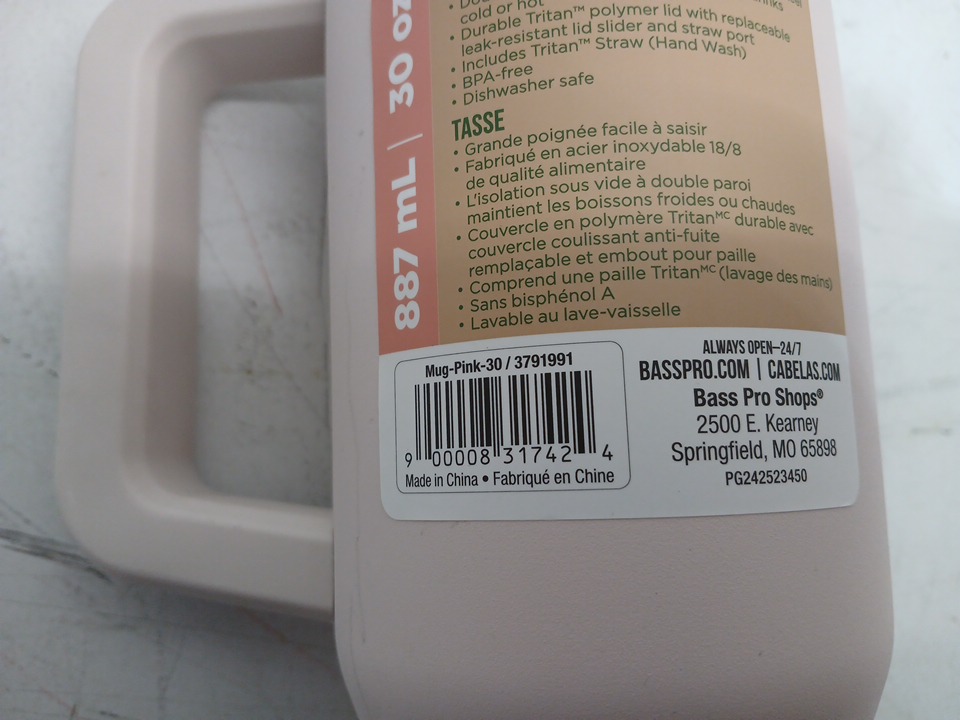 887 mL | 30 oz
cold or hot
• Durable Tritan™ polymer lid with replaceable
leak-resistant lid slider and straw port
• Includes Tritan™ Straw (Hand Wash)
• BPA-free
• Dishwasher safe
TASSE
• Grande poignée facile à saisir
• Fabriqué en acier inoxydable 18/8
de qualité alimentaire
• L'isolation sous vide à double paroi
maintient les boissons froides ou chaudes
• Couvercle en polymère Tritanᴹᶜ durable avec
couvercle coulissant anti-fuite
remplaçable et embout pour paille
• Comprend une paille Tritanᴹᶜ (lavage des mains)
• Sans bisphénol A
• Lavable au lave-vaisselle
Mug-Pink-30 / 3791991
9 00008 31742 4
Made in China • Fabriqué en Chine
ALWAYS OPEN–24/7
BASSPRO.COM | CABELAS.COM
Bass Pro Shops®
2500 E. Kearney
Springfield, MO 65898
PG242523450